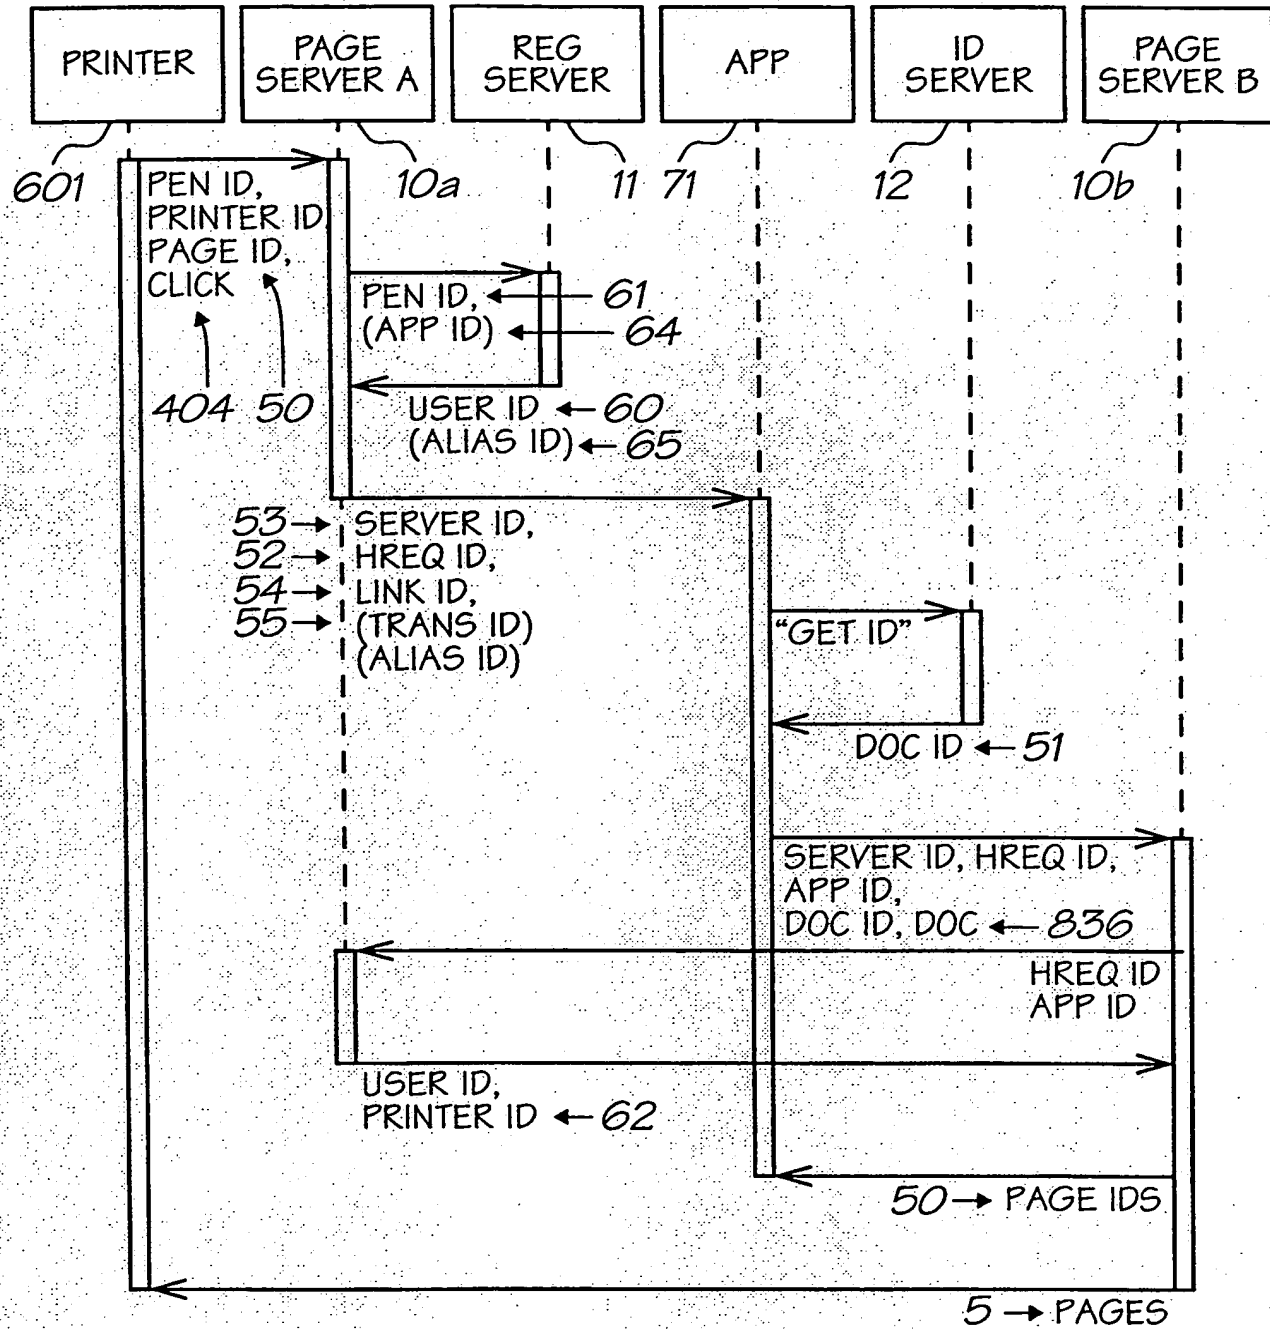 PRINTER
PAGE
SERVER A
REG
SERVER
APP
ID
SERVER
PAGE
SERVER B
601
10a
11
71
12
10b
PEN ID,
PRINTER ID
PAGE ID,
CLICK
404
50
PEN ID,
61
(APP ID)
64
USER ID
60
(ALIAS ID)
65
53
SERVER ID,
52
HREQ ID,
54
LINK ID,
55
(TRANS ID)
(ALIAS ID)
"GET ID"
DOC ID
51
SERVER ID, HREQ ID,
APP ID,
DOC ID, DOC
836
HREQ ID
APP ID
USER ID,
PRINTER ID
62
50
PAGE IDS
5
PAGES